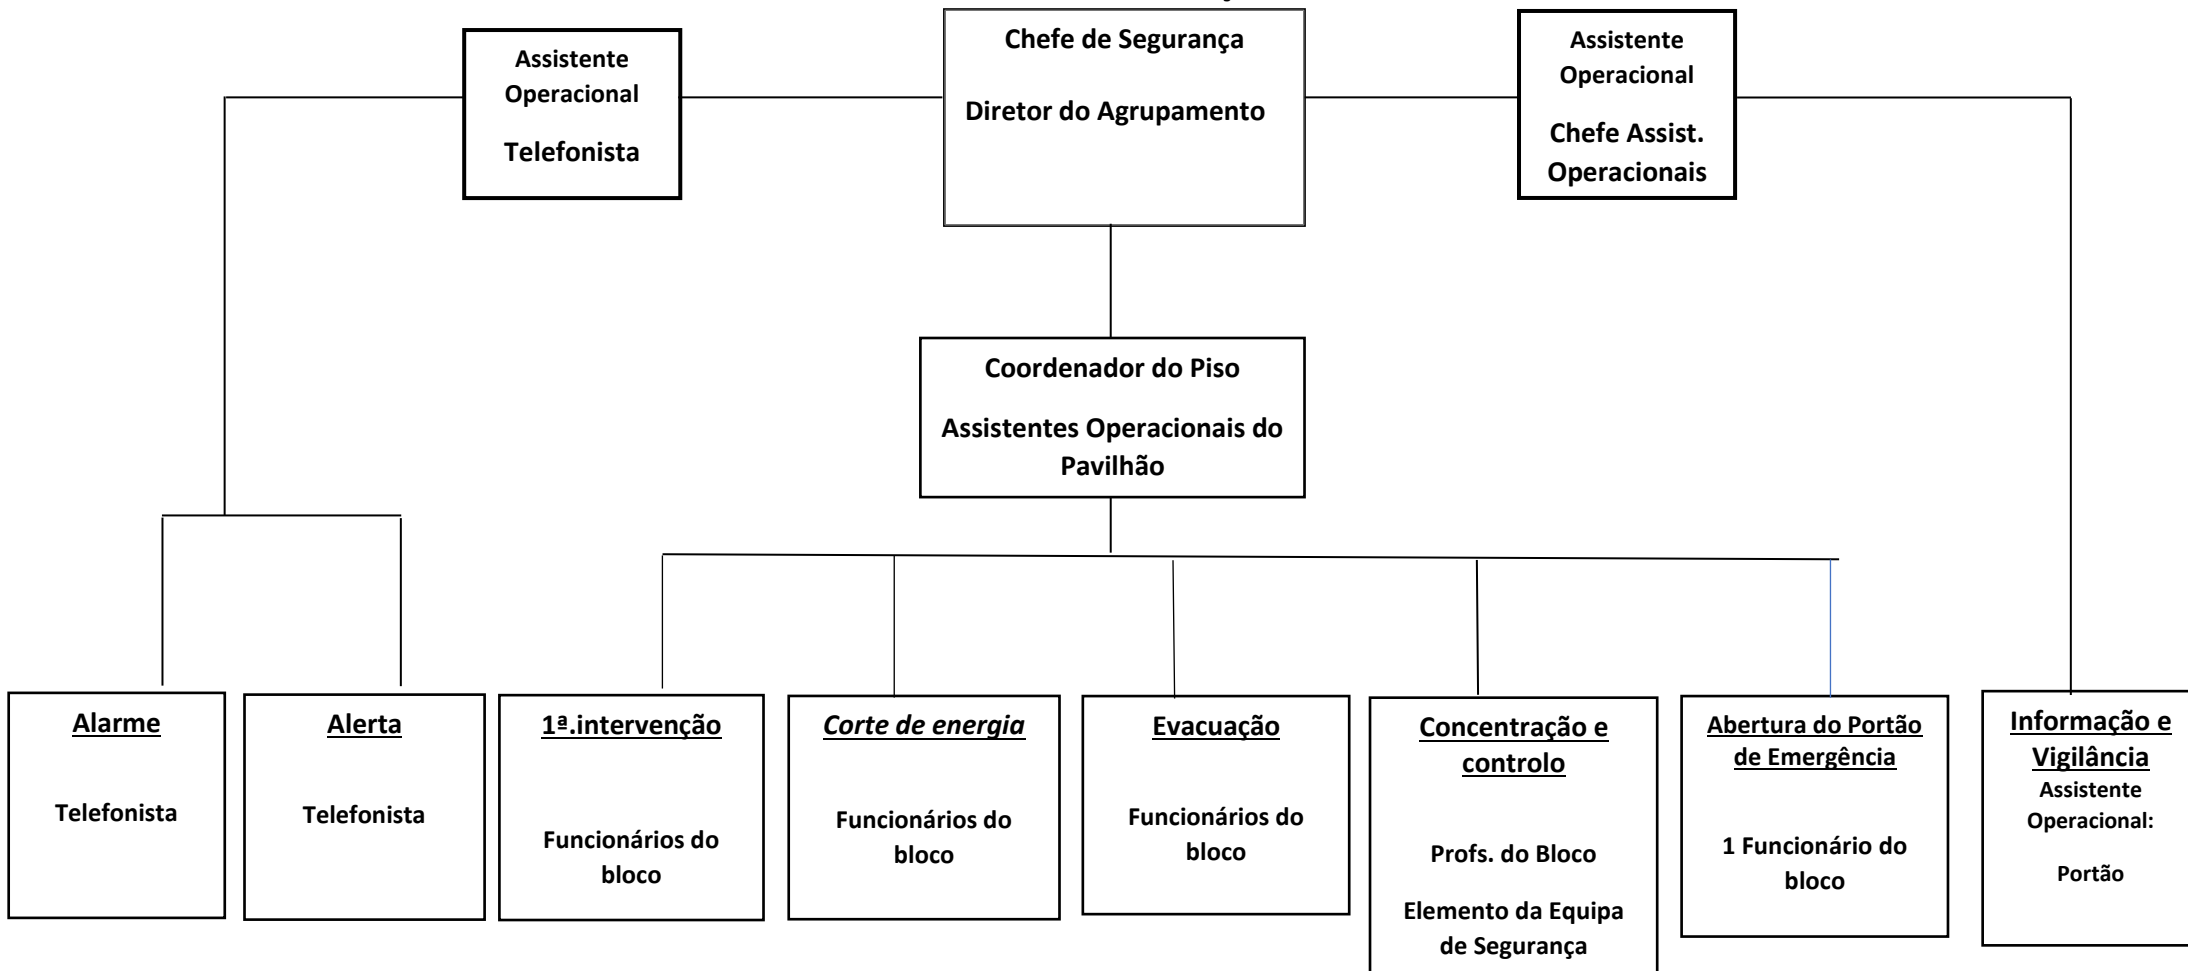 Assistente
Operacional
Telefonista
Chefe de Segurança
Diretor do Agrupamento
Assistente
Operacional
Chefe Assist.
Operacionais
Coordenador do Piso
Assistentes Operacionais do
Pavilhão
Alarme
Telefonista
Alerta
Telefonista
1ª.intervenção
Funcionários do
bloco
Corte de energia
Funcionários do
bloco
Evacuação
Funcionários do
bloco
Concentração e
controlo
Profs. do Bloco
Elemento da Equipa
de Segurança
Abertura do Portão
de Emergência
1 Funcionário do
bloco
Informação e
Vigilância
Assistente
Operacional:
Portão